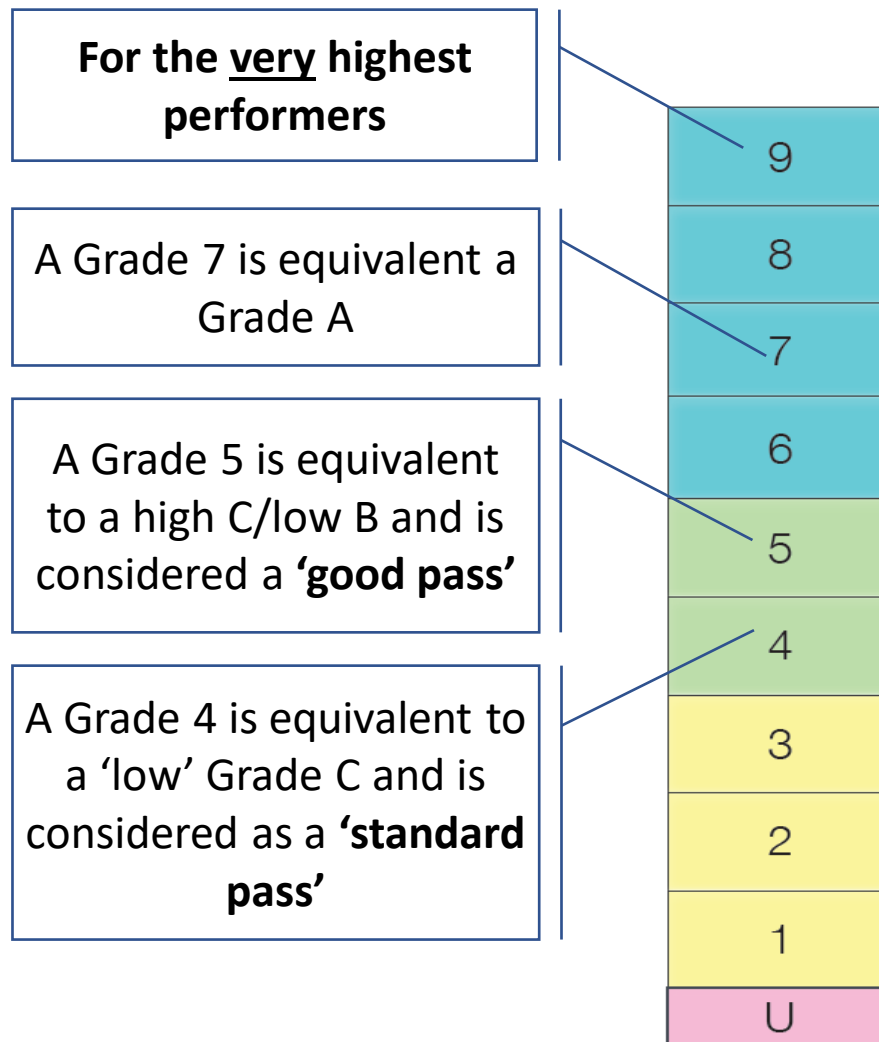 For the very highest
performers
A Grade 7 is equivalent a
Grade A
A Grade 5 is equivalent
to a high C/low B and is
considered a ‘good pass’
A Grade 4 is equivalent to
a ‘low’ Grade C and is
considered as a ‘standard
pass’
9
8
7
6
5
4
3
2
1
U